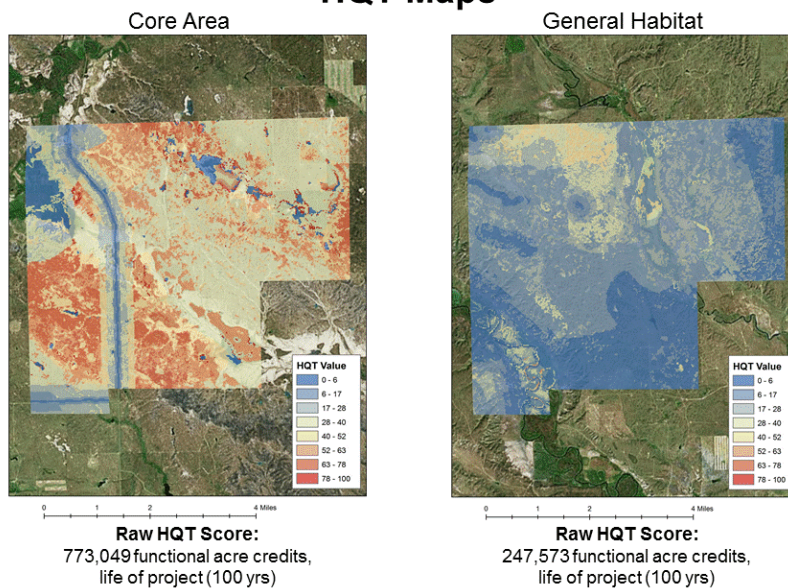 HQT Maps
Core Area
HQT Value
0 - 6
6 - 17
17 - 28
28 - 40
40 - 52
52 - 63
63 - 78
78 - 100
0 1 2 4 Miles
Raw HQT Score:
773,049 functional acre credits,
life of project (100 yrs)
General Habitat
HQT Value
0 - 6
6 - 17
17 - 28
28 - 40
40 - 52
52 - 63
63 - 78
78 - 100
0 1 2 4 Miles
Raw HQT Score:
247,573 functional acre credits,
life of project (100 yrs)